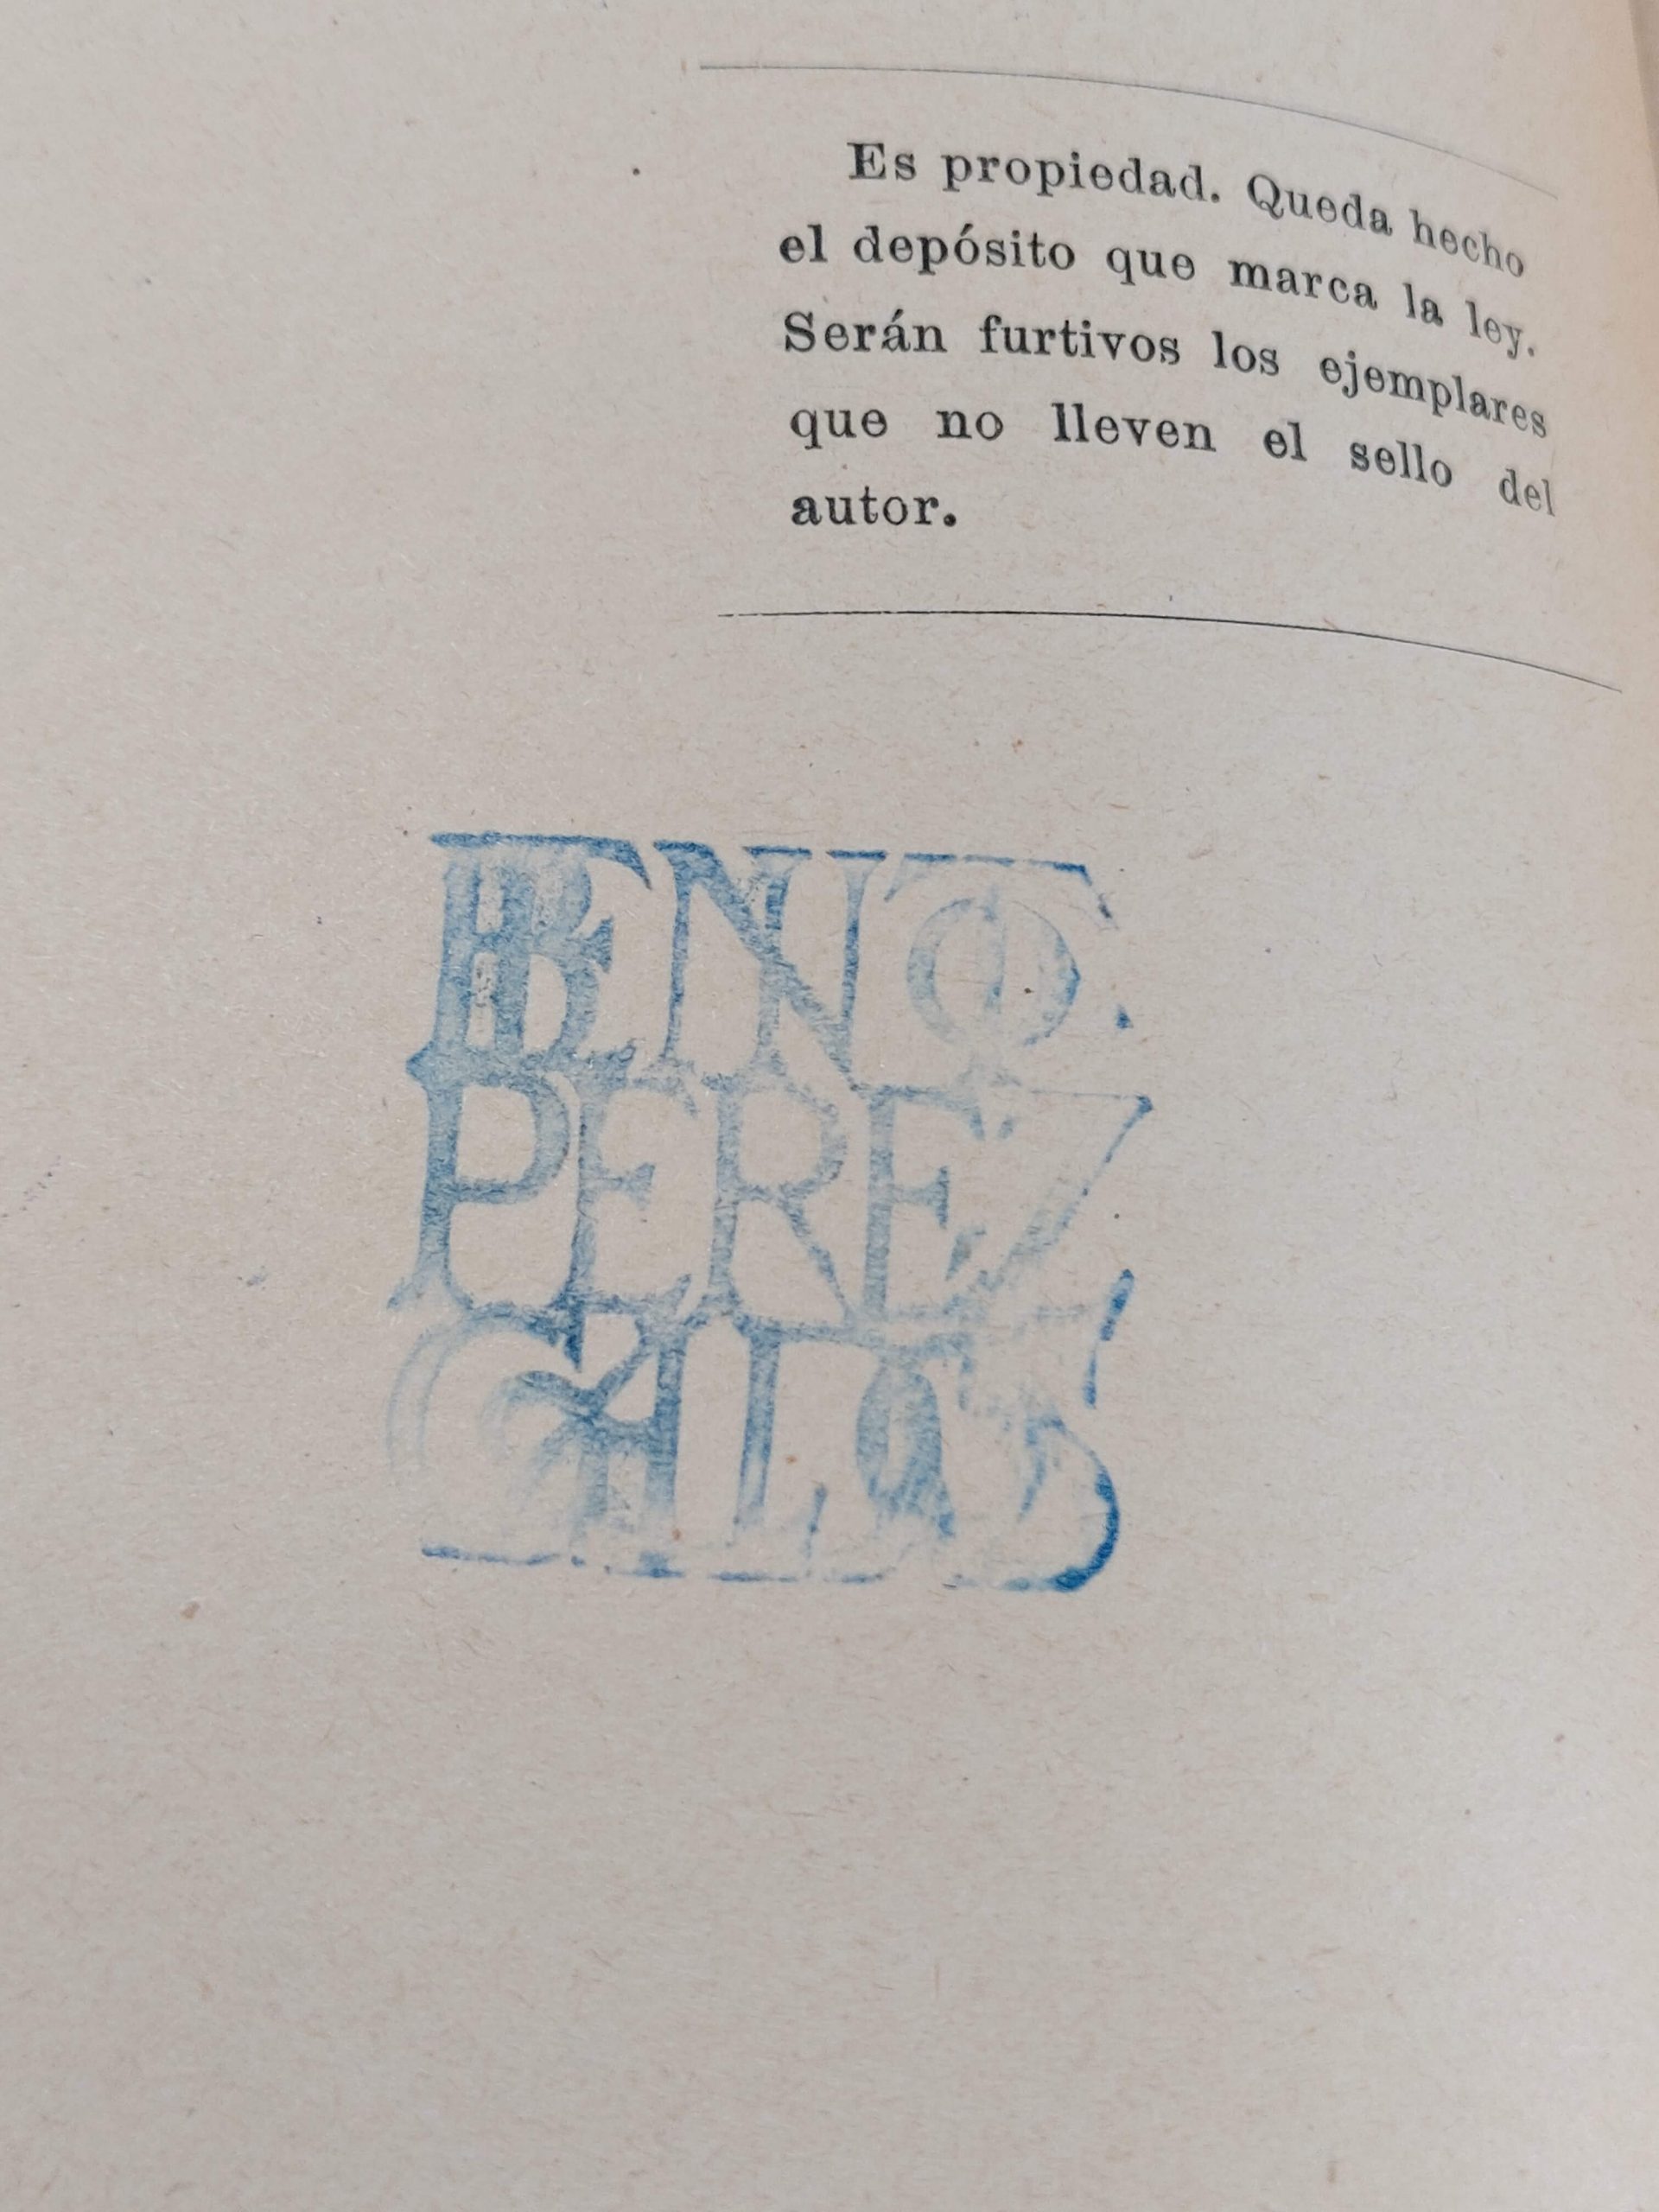 Es propiedad. Queda hecho
el depósito que marca la ley.
Serán furtivos los ejemplares
que no lleven el sello del
autor.
BENITO
PEREZ
GALDOS